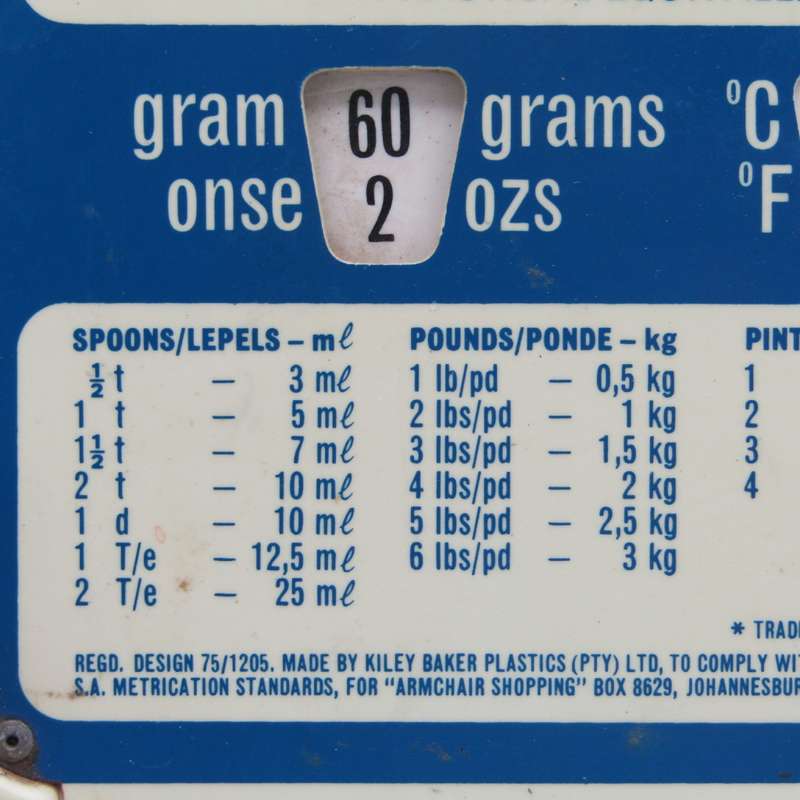 gram 60 grams °C
onse 2 ozs °F
SPOONS/LEPELS – mℓ POUNDS/PONDE – kg PINT
½ t – 3 mℓ 1 lb/pd – 0,5 kg 1
1 t – 5 mℓ 2 lbs/pd – 1 kg 2
1½ t – 7 mℓ 3 lbs/pd – 1,5 kg 3
2 t – 10 mℓ 4 lbs/pd – 2 kg 4
1 d – 10 mℓ 5 lbs/pd – 2,5 kg
1 T/e – 12,5 mℓ 6 lbs/pd – 3 kg
2 T/e – 25 mℓ
* TRAD
REGD. DESIGN 75/1205. MADE BY KILEY BAKER PLASTICS (PTY) LTD, TO COMPLY WI
S.A. METRICATION STANDARDS, FOR "ARMCHAIR SHOPPING" BOX 8629, JOHANNESBUR